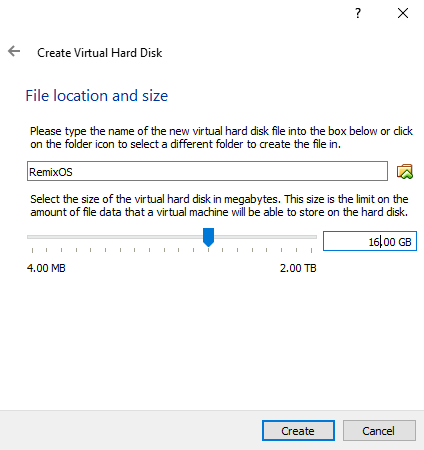 ?
Create Virtual Hard Disk
File location and size
Please type the name of the new virtual hard disk file into the box below or click
on the folder icon to select a different folder to create the file in.
RemixOS
Select the size of the virtual hard disk in megabytes. This size is the limit on the
amount of file data that a virtual machine will be able to store on the hard disk.
16.00 GB
4.00 MB 2.00 TB
Create Cancel